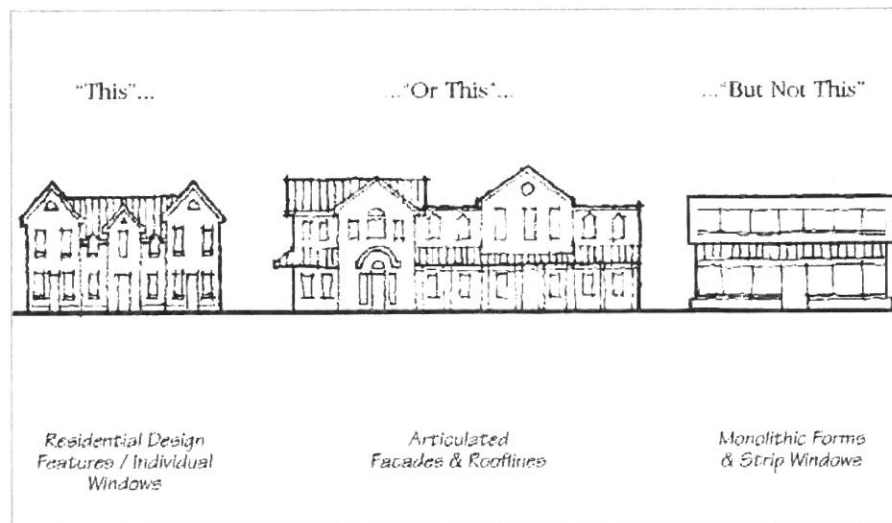 "This"...
..."Or This"...
..."But Not This"
Residential Design
Features / Individual
Windows
Articulated
Facades & Rooflines
Monolithic Forms
& Strip Windows